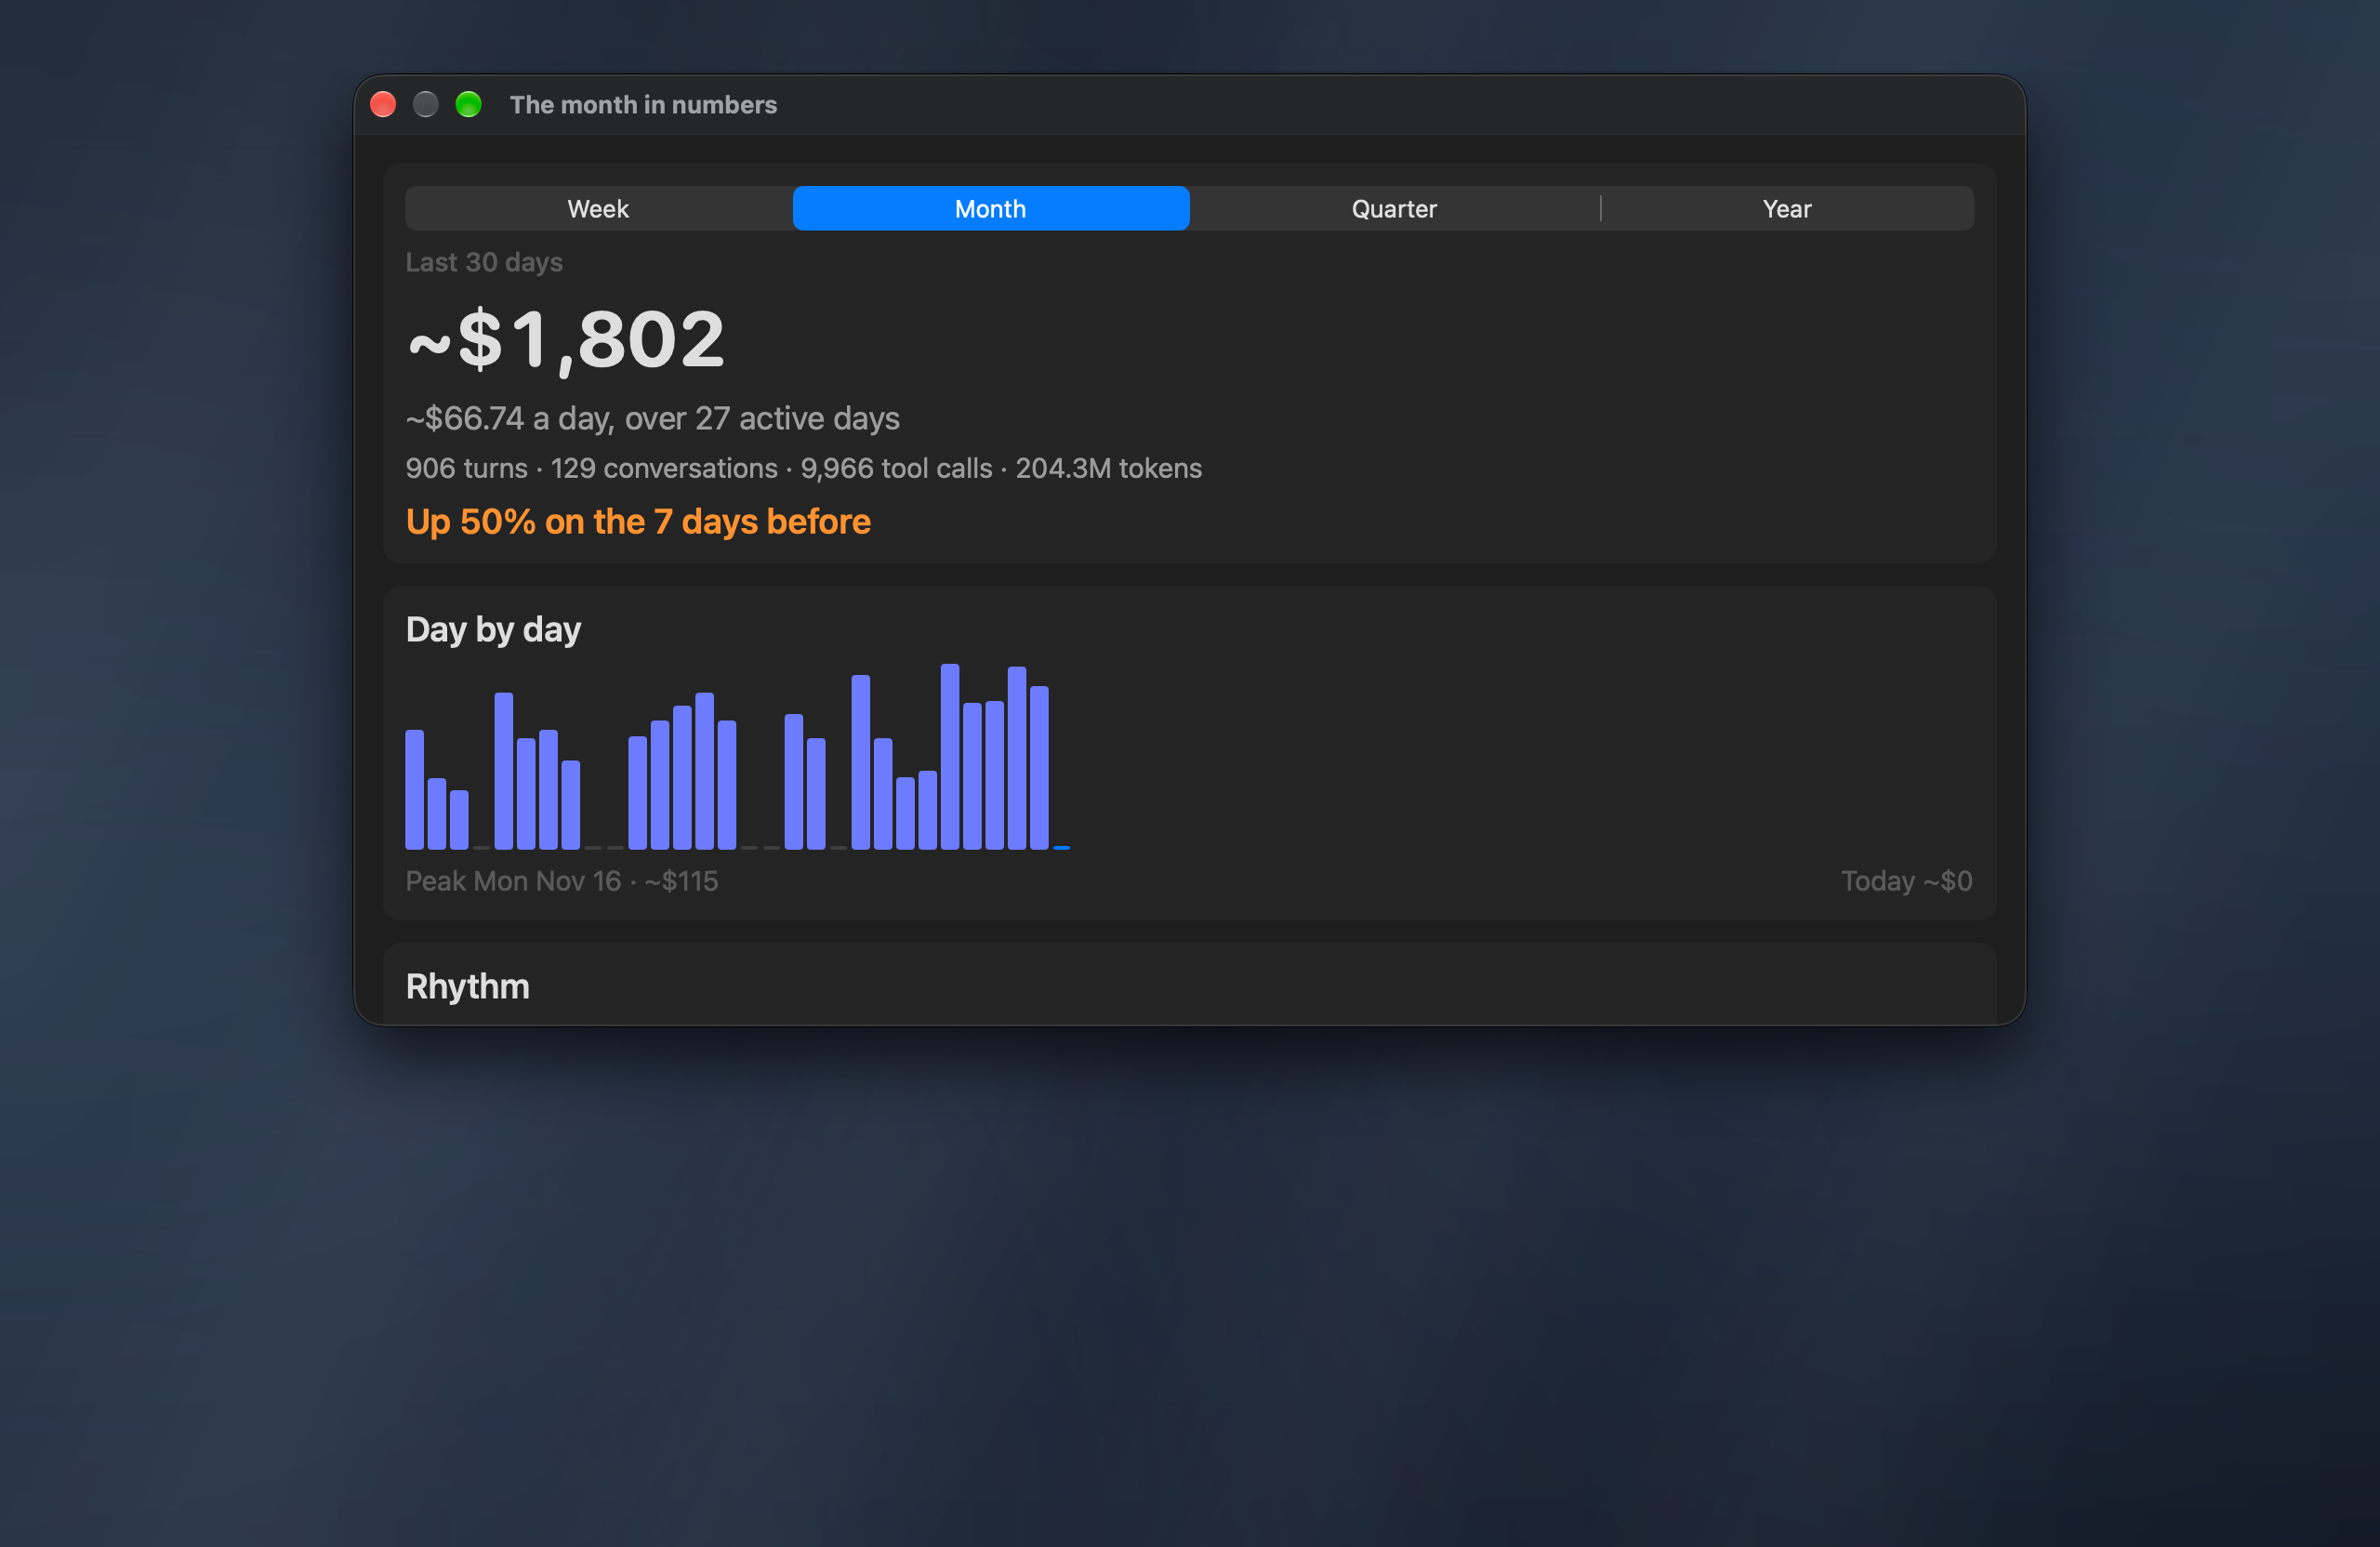 The month in numbers
Week Month Quarter Year
Last 30 days
~$1,802
~$66.74 a day, over 27 active days
906 turns · 129 conversations · 9,966 tool calls · 204.3M tokens
Up 50% on the 7 days before
Day by day
Peak Mon Nov 16 · ~$115 Today ~$0
Rhythm